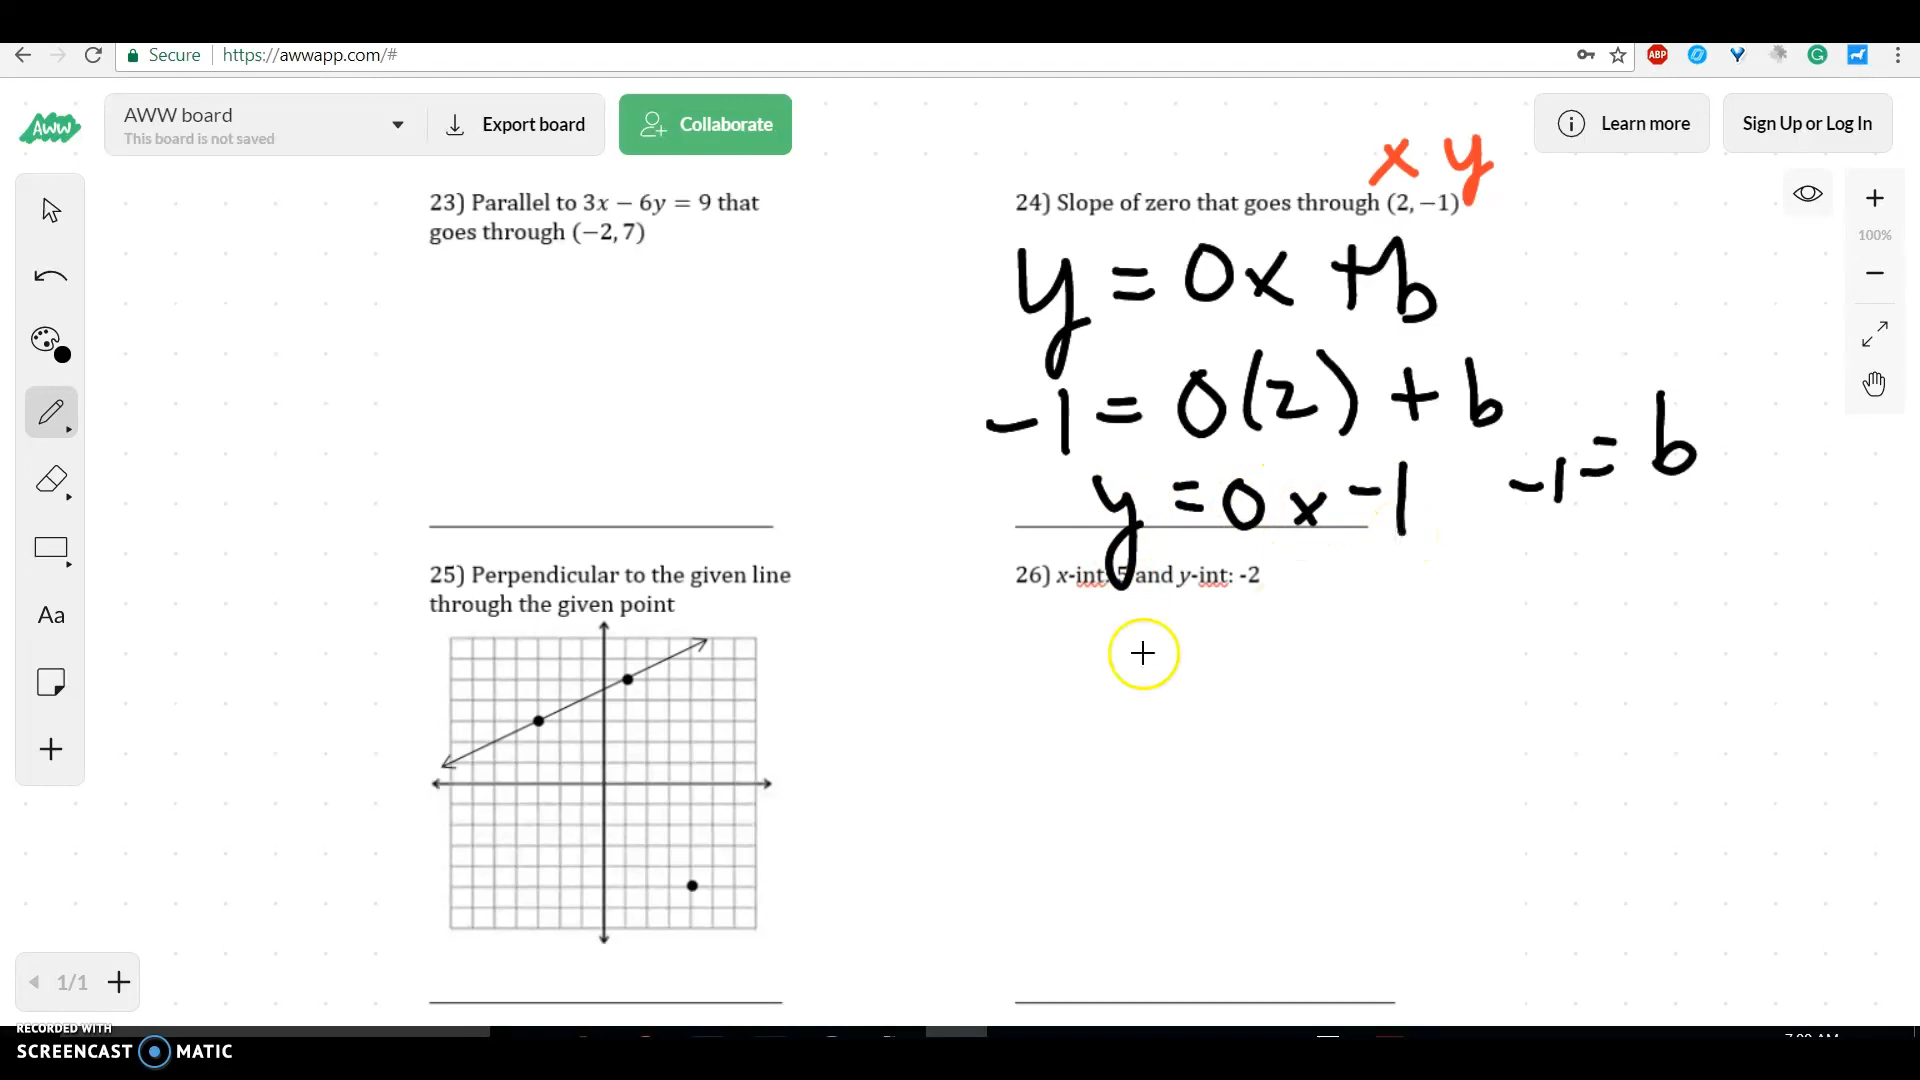 Secure https://awwapp.com/#
ABP
AWW
AWW board
This board is not saved
Export board
Collaborate
Learn more
Sign Up or Log In
x y
23) Parallel to 3x − 6y = 9 that
goes through (−2, 7)
24) Slope of zero that goes through (2, −1)
y = 0x + b
-1 = 0(2) + b
-1 = b
y = 0x -1
100%
Aa
25) Perpendicular to the given line
through the given point
26) x-int: 5 and y-int: -2
1/1
RECORDED WITH
SCREENCAST MATIC